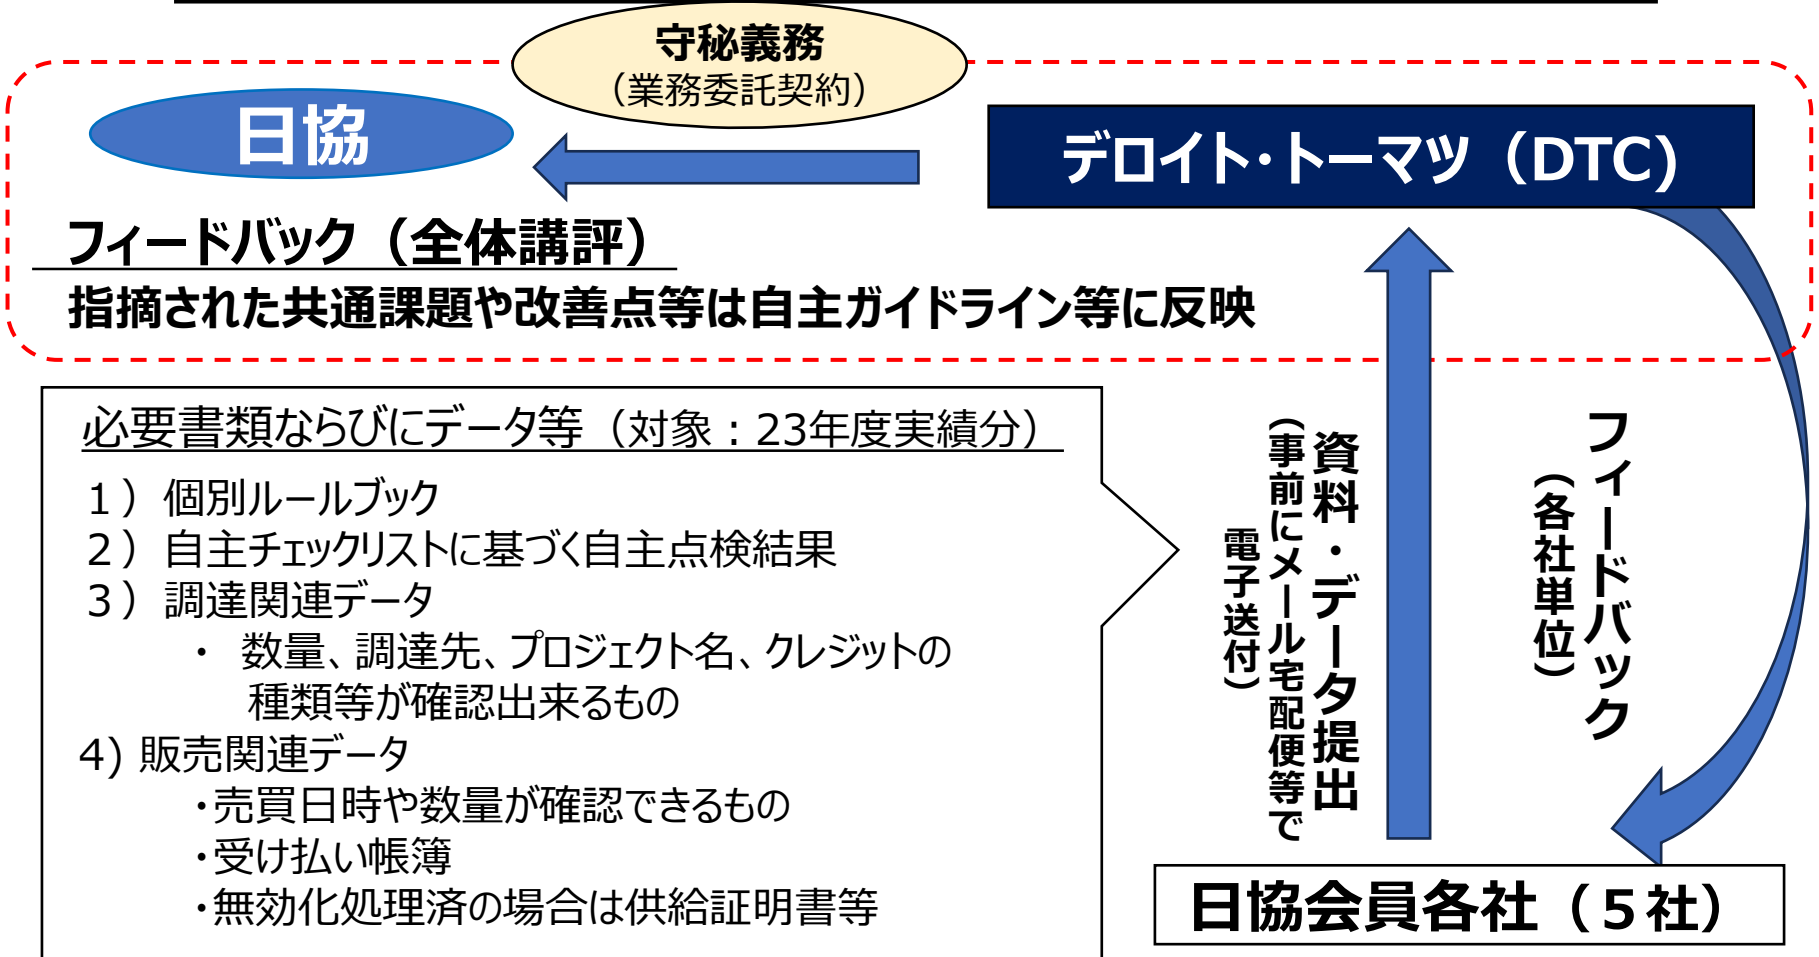 守秘義務
（業務委託契約）
日協
デロイト・トーマツ（DTC）
フィードバック（全体講評）
指摘された共通課題や改善点等は自主ガイドライン等に反映
必要書類ならびにデータ等（対象：23年度実績分）
１）個別ルールブック
２）自主チェックリストに基づく自主点検結果
３）調達関連データ
・ 数量、調達先、プロジェクト名、クレジットの
種類等が確認出来るもの
4) 販売関連データ
・売買日時や数量が確認できるもの
・受け払い帳簿
・無効化処理済の場合は供給証明書等
資料・データ提出
（事前にメール宅配便等で
電子送付）
フィードバック
（各社単位）
日協会員各社（５社）